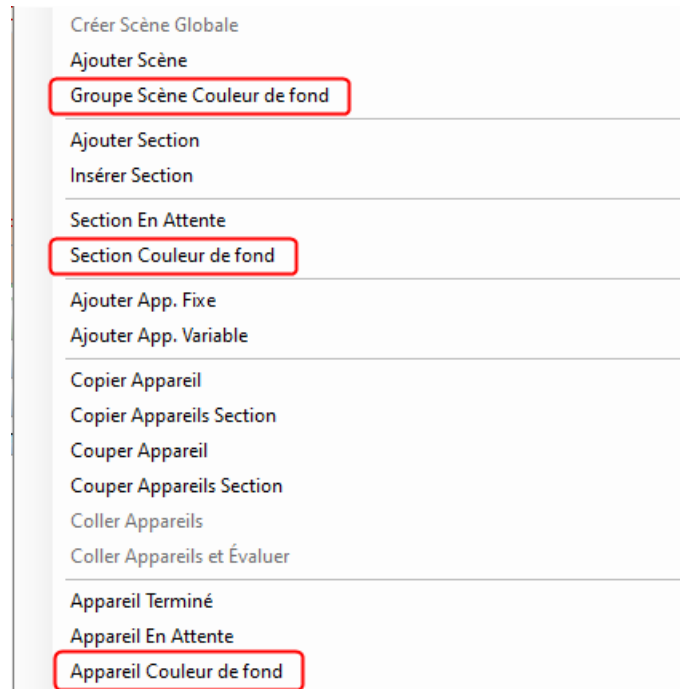 Créer Scène Globale
Ajouter Scène
Groupe Scène Couleur de fond
Ajouter Section
Insérer Section
Section En Attente
Section Couleur de fond
Ajouter App. Fixe
Ajouter App. Variable
Copier Appareil
Copier Appareils Section
Couper Appareil
Couper Appareils Section
Coller Appareils
Coller Appareils et Évaluer
Appareil Terminé
Appareil En Attente
Appareil Couleur de fond